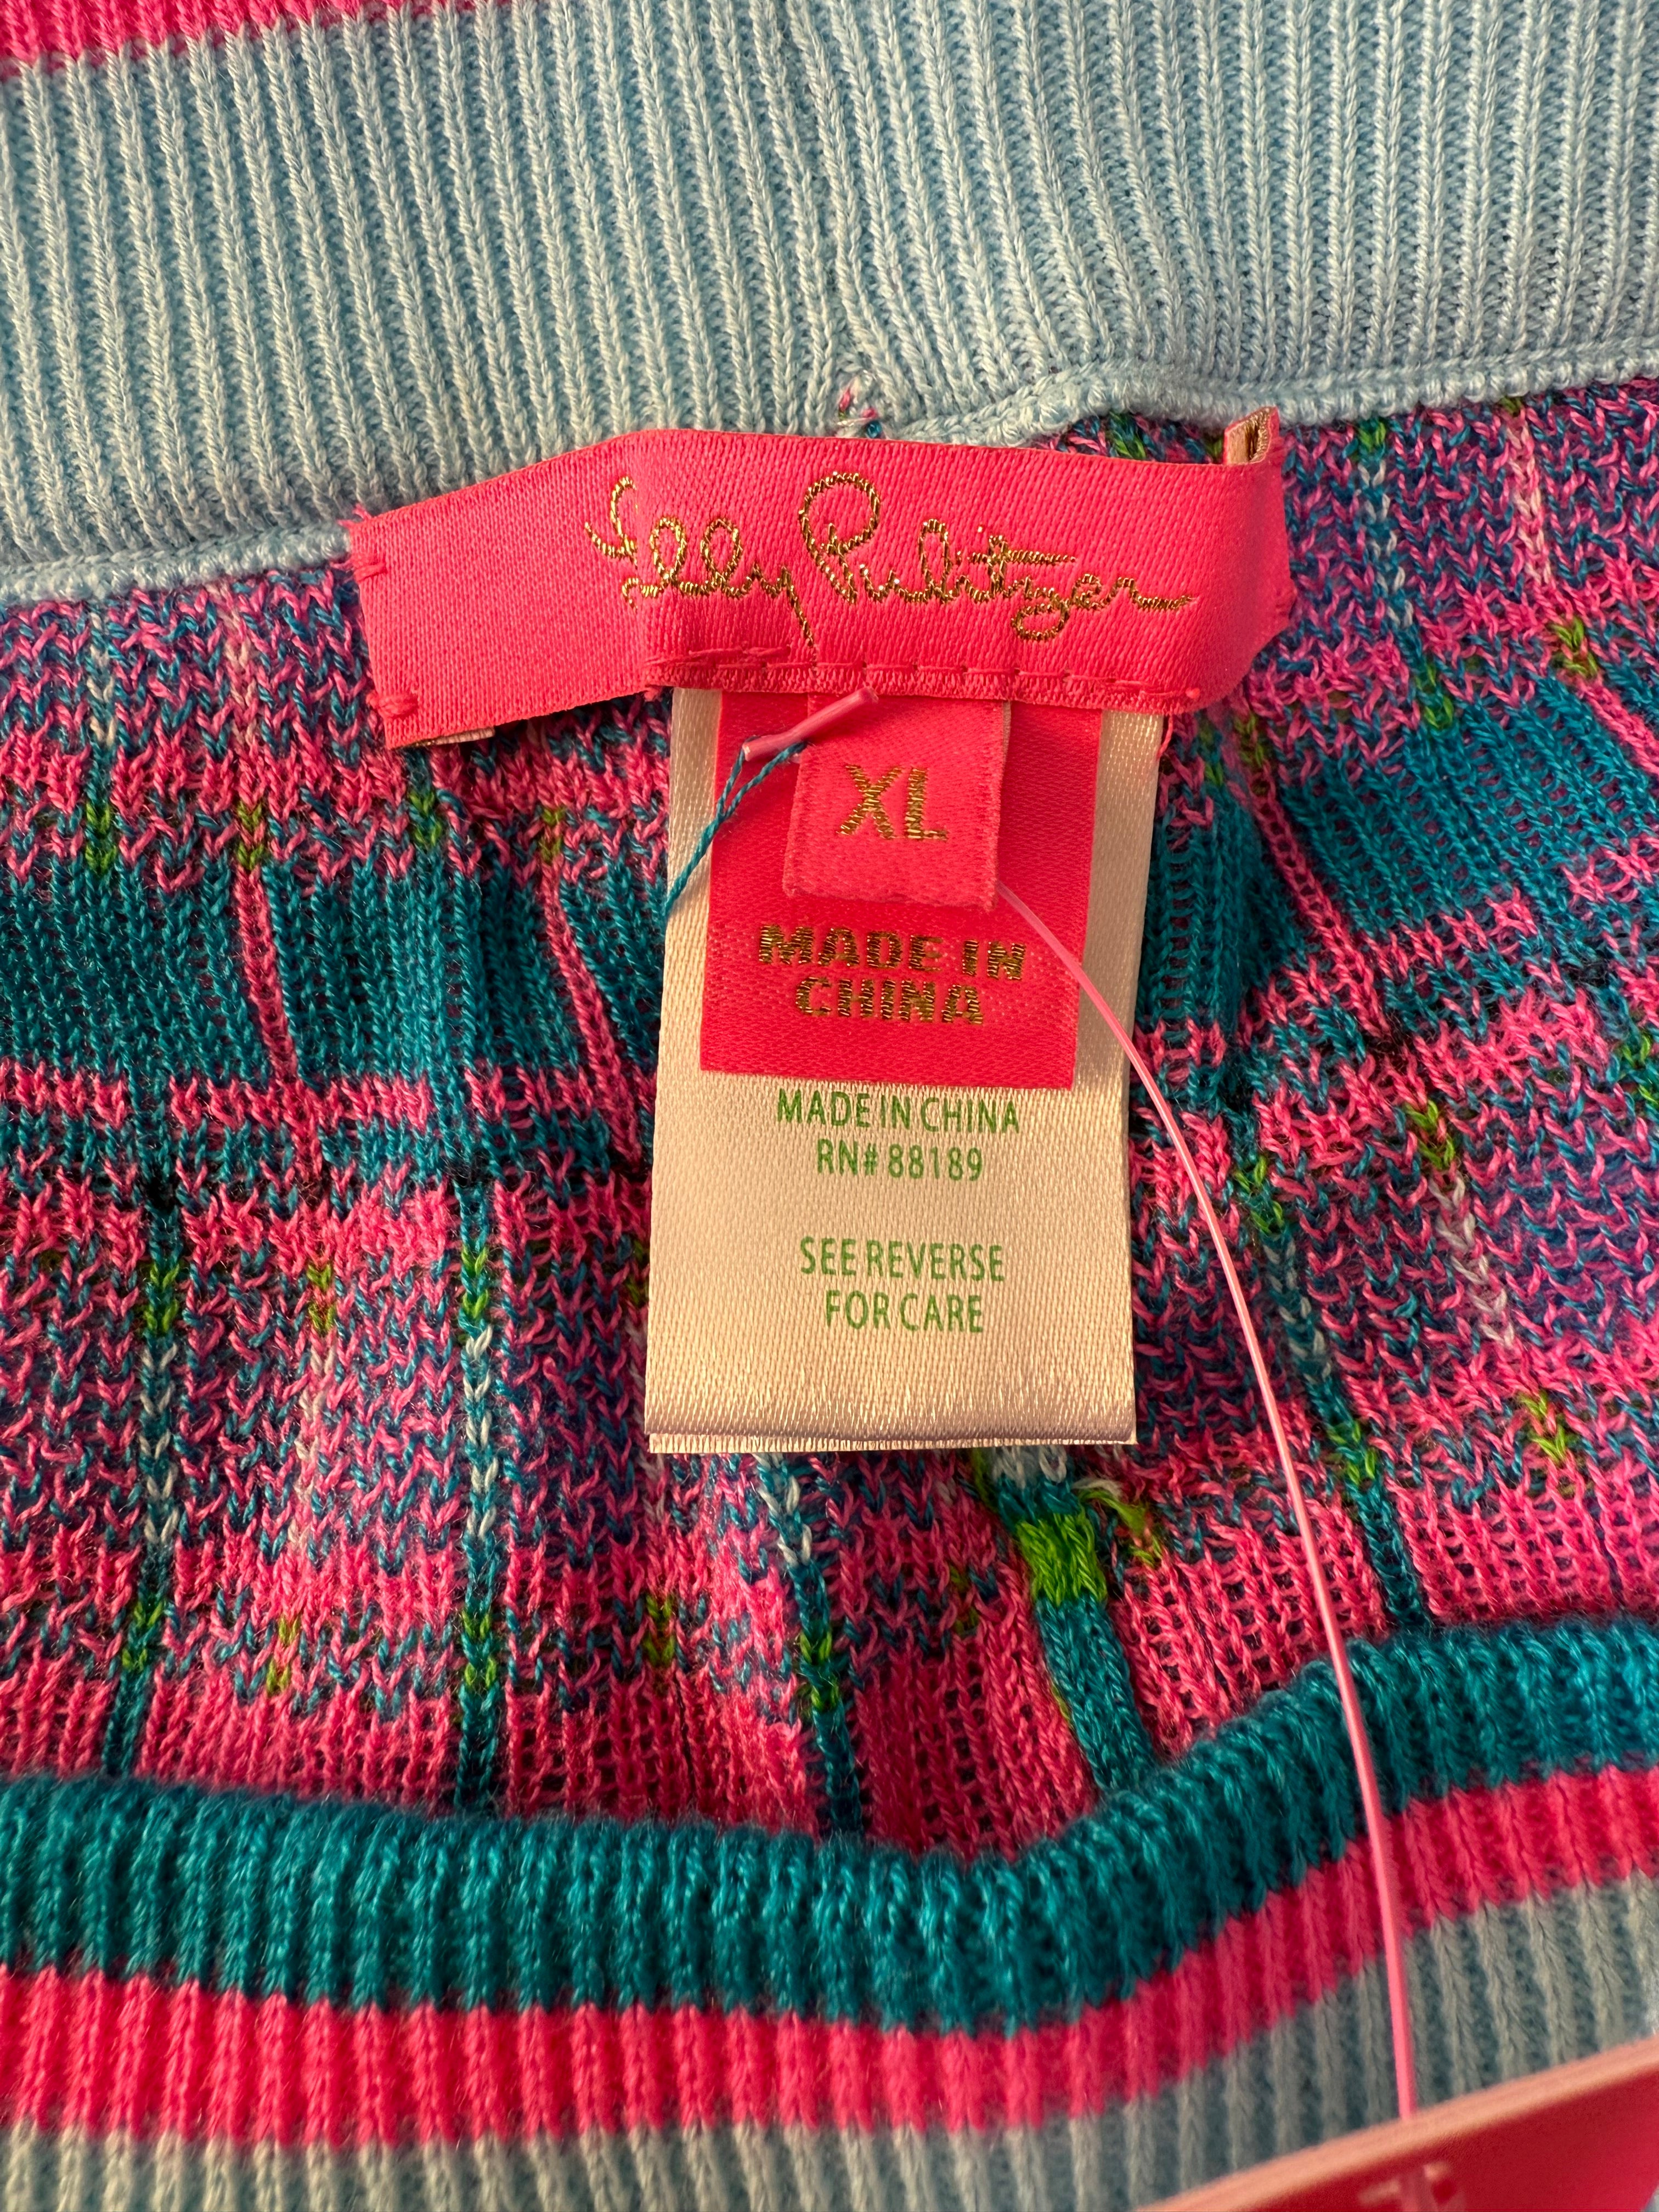 Lilly Pulitzer
XL
MADE IN
CHINA
MADE IN CHINA
RN# 88189
SEE REVERSE
FOR CARE